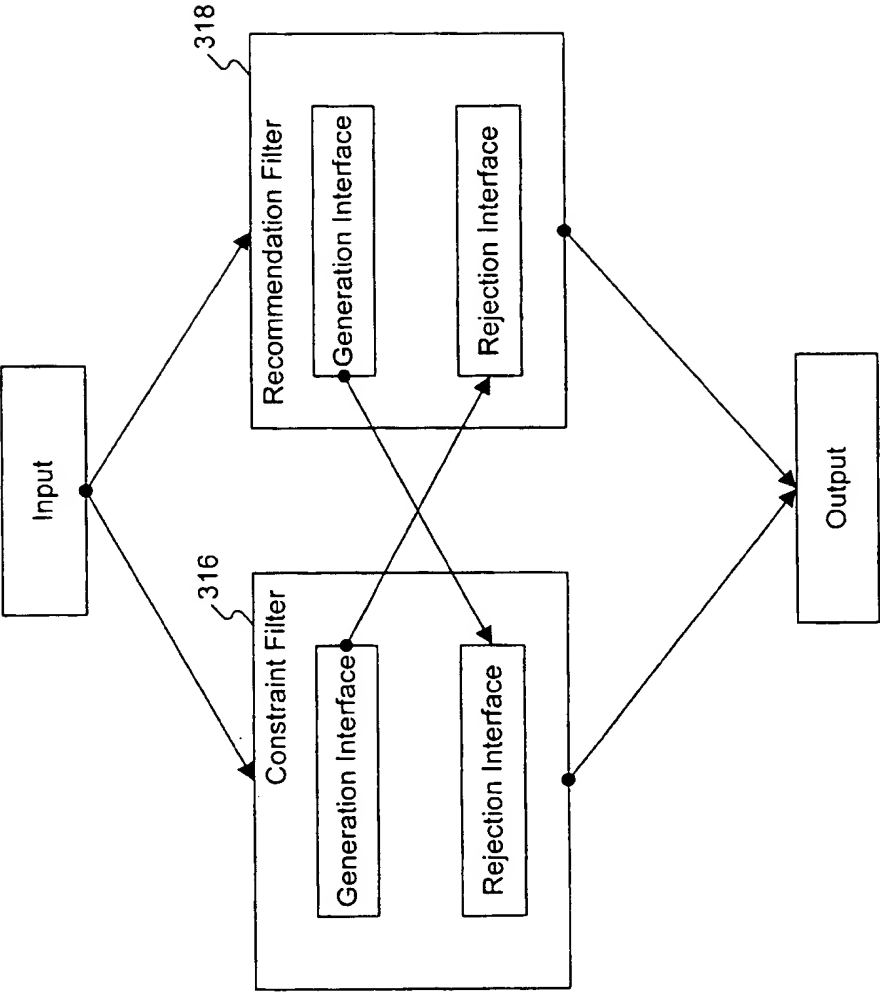 Input
316
318
Constraint Filter
Recommendation Filter
Generation Interface
Generation Interface
Rejection Interface
Rejection Interface
Output